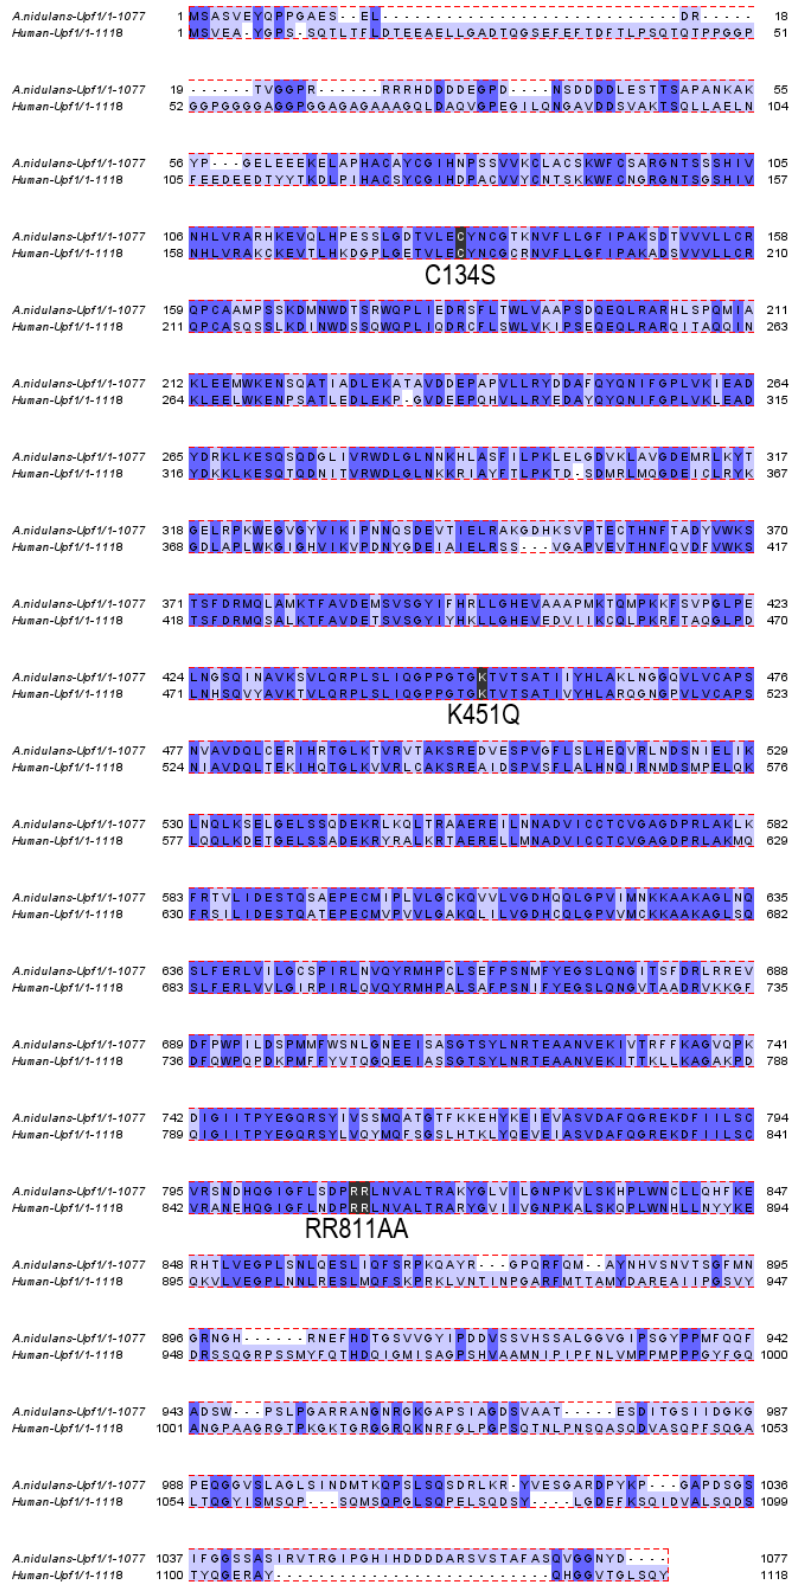 A.nidulans-Upf1/1-1077 1 MSASVEYQPPGAES--EL----------------------------DR----- 18
Human-Upf1/1-1118 1 MSVEA-YGPS-SQTLTFLDTEEAELLGADTQGSEFEFTDFTLPSQTQTPPGGP 51
A.nidulans-Upf1/1-1077 19 ------TVGGPR------RRRHDDDDEGPD----NSDDDDLESTTSAPANKAK 55
Human-Upf1/1-1118 52 GGPGGGGAGGPGGAGAGAAAGQLDAQVGPEGILQNGAVDDSVAKTSQLLAELN 104
A.nidulans-Upf1/1-1077 56 YP---GELEEEKELAPHACAYCGIHNPSSVVKCLACSKWFCSARGNTSSSHIV 105
Human-Upf1/1-1118 105 FEEDEEDTYYTKDLPIHACSYCGIHDPACVVYCNTSKKWFCNGRGNTSGSHIV 157
A.nidulans-Upf1/1-1077 106 NHLVRARHKEVQLHPESSLGDTVLECYNCGTKNVFLLGFIPAKSDTVVVLLCR 158
Human-Upf1/1-1118 158 NHLVRAKCKEVTLHKDGPLGETVLECYNCGCRNVFLLGFIPAKADSVVVLLCR 210
C134S
A.nidulans-Upf1/1-1077 159 QPCAAMPSSKDMNWDTSRWQPLIEDRSFLTWLVAAPSDQEQLRARHLSPQMIA 211
Human-Upf1/1-1118 211 QPCASQSSLKDINWDSSQWQPLIQDRCFLSWLVKIPSEQEQLRARQITAQQIN 263
A.nidulans-Upf1/1-1077 212 KLEEMWKENSQATIADLEKATAVDDEPAPVLLRYDDAFQYQNIFGPLVKIEAD 264
Human-Upf1/1-1118 264 KLEELWKENPSATLEDLEKP-GVDEEPQHVLLRYEDAYQYQNIFGPLVKLEAD 315
A.nidulans-Upf1/1-1077 265 YDRKLKESQSQDGLIVRWDLGLNNKHLASFILPKLELGDVKLAVGDEMRLKYT 317
Human-Upf1/1-1118 316 YDKKLKESQTQDNITVRWDLGLNKKRIAYFTLPKTD-SDMRLMQGDEICLRYK 367
A.nidulans-Upf1/1-1077 318 GELRPKWEGVGYVIKIPNNQSDEVTIELRAKGDHKSVPTECTHNFTADYVWKS 370
Human-Upf1/1-1118 368 GDLAPLWKGIGHVIKVPDNYGDEIAIELRSS---VGAPVEVTHNFQVDFVWKS 417
A.nidulans-Upf1/1-1077 371 TSFDRMQLAMKTFAVDEMSVSGYIFHRLLGHEVAAAPMKTQMPKKFSVPGLPE 423
Human-Upf1/1-1118 418 TSFDRMQSALKTFAVDETSVSGYIYHKLLGHEVEDVIIKCQLPKRFTAQGLPD 470
A.nidulans-Upf1/1-1077 424 LNGSQINAVKSVLQRPLSLIQGPPGTGKTVTSATIIYHLAKLNGGQVLVCAPS 476
Human-Upf1/1-1118 471 LNHSQVYAVKTVLQRPLSLIQGPPGTGKTVTSATIVYHLARQGNGPVLVCAPS 523
K451Q
A.nidulans-Upf1/1-1077 477 NVAVDQLCERIHRTGLKTVRVTAKSREDVESPVGFLSLHEQVRLNDSNIELIK 529
Human-Upf1/1-1118 524 NIAVDQLTEKIHQTGLKVVRLCAKSREAIDSPVSFLALHNQIRNMDSMPELQK 576
A.nidulans-Upf1/1-1077 530 LNQLKSELGELSSQDEKRLKQLTRAAEREILNNADVICCTCVGAGDPRLAKLK 582
Human-Upf1/1-1118 577 LQQLKDETGELSSADEKRYRALKRTAERELLMNADVICCTCVGAGDPRLAKMQ 629
A.nidulans-Upf1/1-1077 583 FRTVLIDESTQSAEPECMIPLVLGCKQVVLVGDHQQLGPVIMNKKAAKAGLNQ 635
Human-Upf1/1-1118 630 FRSILIDESTQATEPECMVPVVLGAKQLILVGDHCQLGPVVMCKKAAKAGLSQ 682
A.nidulans-Upf1/1-1077 636 SLFERLVILGCSPIRLNVQYRMHPCLSEFPSNMFYEGSLQNGITSFDRLRREV 688
Human-Upf1/1-1118 683 SLFERLVVLGIRPIRLQVQYRMHPALSAFPSNIFYEGSLQNGVTAADRVKKGF 735
A.nidulans-Upf1/1-1077 689 DFPWPILDSPMMFWSNLGNEEISASGTSYLNRTEAANVEKIVTRFFKAGVQPK 741
Human-Upf1/1-1118 736 DFQWPQPDKPMFFYVTQGQEEIASSGTSYLNRTEAANVEKITTKLLKAGAKPD 788
A.nidulans-Upf1/1-1077 742 DIGIITPYEGQRSYIVSSMQATGTFKKEHYKEIEVASVDAFQGREKDFIILSC 794
Human-Upf1/1-1118 789 QIGIITPYEGQRSYLVQYMQFSGSLHTKLYQEVEIASVDAFQGREKDFIILSC 841
A.nidulans-Upf1/1-1077 795 VRSNDHQGIGFLSDPRRLNVALTRAKYGLVILGNPKVLSKHPLWNCLLQHFKE 847
Human-Upf1/1-1118 842 VRANEHQGIGFLNDPRRLNVALTRARYGVIIVGNPKALSKQPLWNHLLNYYKE 894
RR811AA
A.nidulans-Upf1/1-1077 848 RHTLVEGPLSNLQESLIQFSRPKQAYR---GPQRFQM--AYNHVSNVTSGFMN 895
Human-Upf1/1-1118 895 QKVLVEGPLNNLRESLMQFSKPRKLVNTINPGARFMTTAMYDAREAIIPGSVY 947
A.nidulans-Upf1/1-1077 896 GRNGH------RNEFHDTGSVVGYIPDDVSSVHSSALGGVGIPSGYPPMFQQF 942
Human-Upf1/1-1118 948 DRSSQGRPSSMYFQTHDQIGMISAGPSHVAAMNIPIPFNLVMPPMPPPGYFGQ 1000
A.nidulans-Upf1/1-1077 943 ADSW---PSLPGARRANGNRGKGAPSIAGDSVAAT-----ESDITGSIIDGKG 987
Human-Upf1/1-1118 1001 ANGPAAGRGTPKGKTGRGGRQKNRFGLPGPSQTNLPNSQASQDVASQPFSQGA 1053
A.nidulans-Upf1/1-1077 988 PEQGGVSLAGLSINDMTKQPSLSQSDRLKR-YVESGARDPYKP---GAPDSGS 1036
Human-Upf1/1-1118 1054 LTQGYISMSQP---SQMSQPGLSQPELSQDSY----LGDEFKSQIDVALSQDS 1099
A.nidulans-Upf1/1-1077 1037 IFGGSSASIRVTRGIPGHIHDDDDARSVSTAFASQVGGNYD---- 1077
Human-Upf1/1-1118 1100 TYQGERAY--------------------------QHGGVTGLSQY 1118